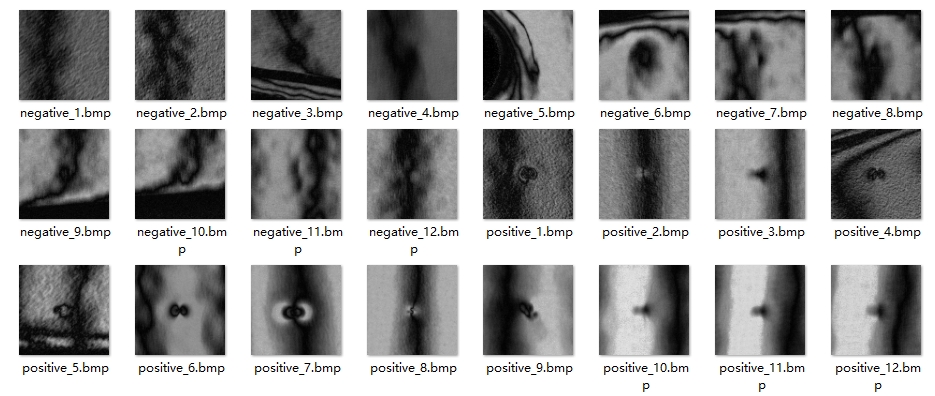 negative_1.bmp negative_2.bmp negative_3.bmp negative_4.bmp negative_5.bmp negative_6.bmp negative_7.bmp negative_8.bmp
negative_9.bmp negative_10.bm negative_11.bm negative_12.bm positive_1.bmp positive_2.bmp positive_3.bmp positive_4.bmp
p p p
positive_5.bmp positive_6.bmp positive_7.bmp positive_8.bmp positive_9.bmp positive_10.bm positive_11.bm positive_12.bm
p p p